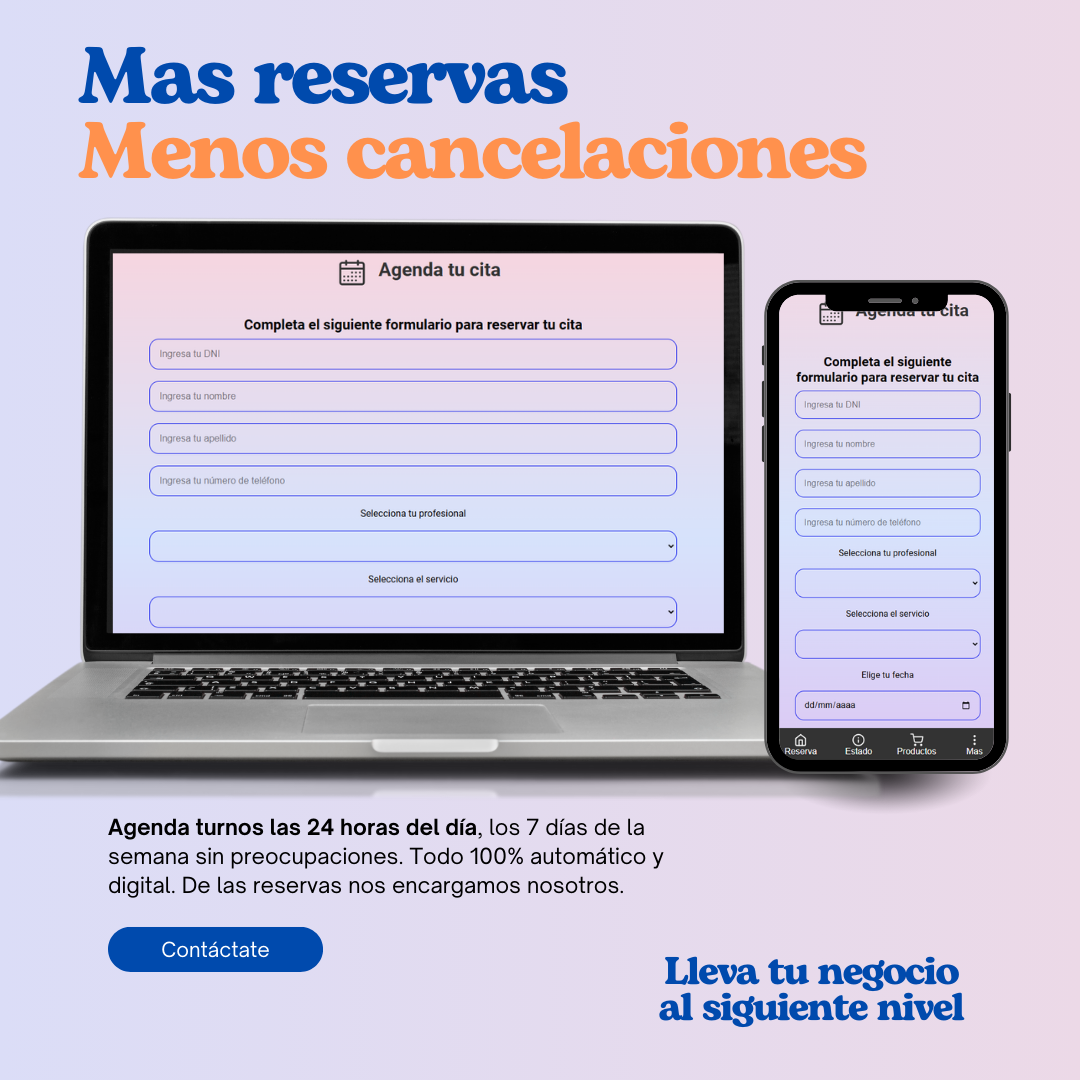 Mas reservas
Menos cancelaciones
Agenda tu cita
Completa el siguiente formulario para reservar tu cita
Ingresa tu DNI
Ingresa tu nombre
Ingresa tu apellido
Ingresa tu número de teléfono
Selecciona tu profesional
Selecciona el servicio
Agenda tu cita
Completa el siguiente
formulario para reservar tu cita
Ingresa tu DNI
Ingresa tu nombre
Ingresa tu apellido
Ingresa tu número de teléfono
Selecciona tu profesional
Selecciona el servicio
Elige tu fecha
dd/mm/aaaa
Reserva Estado Productos Mas
Agenda turnos las 24 horas del día, los 7 días de la
semana sin preocupaciones. Todo 100% automático y
digital. De las reservas nos encargamos nosotros.
Contáctate
Lleva tu negocio
al siguiente nivel